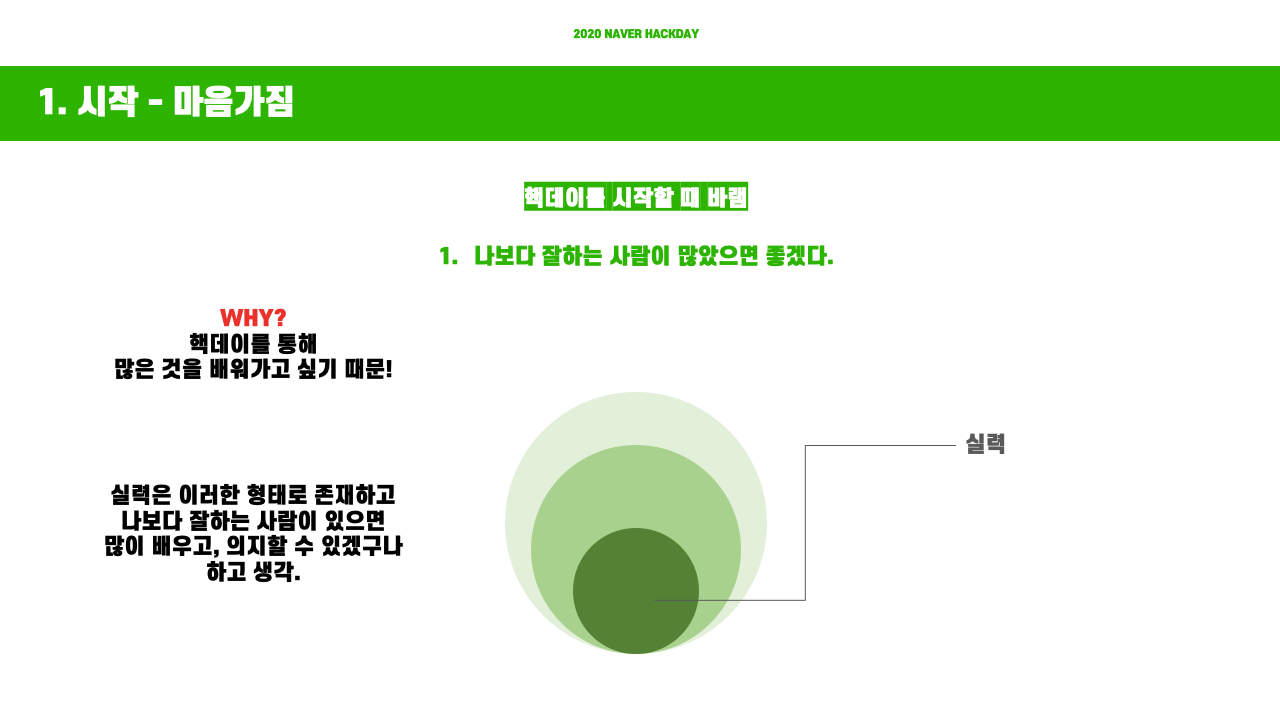 2020 NAVER HACKDAY
1. 시작 - 마음가짐
핵데이를 시작할 때 바램
1. 나보다 잘하는 사람이 많았으면 좋겠다.
WHY?
핵데이를 통해
많은 것을 배워가고 싶기 때문!
실력은 이러한 형태로 존재하고
나보다 잘하는 사람이 있으면
많이 배우고, 의지할 수 있겠구나
하고 생각.
실력